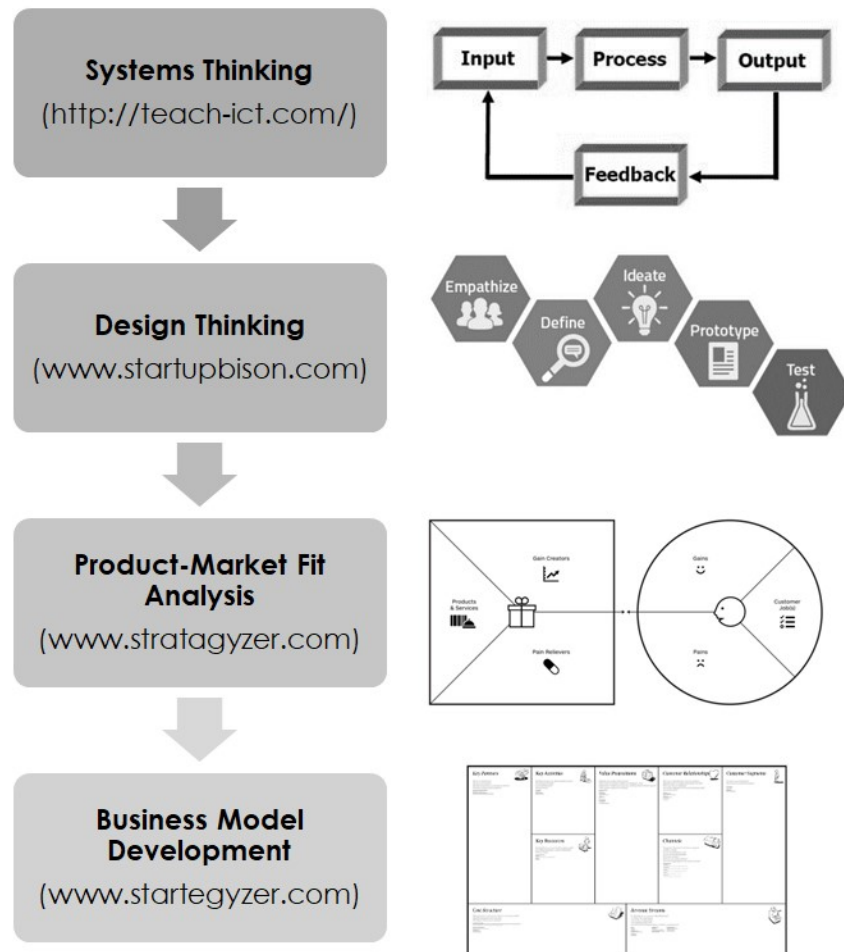 Systems Thinking
(http://teach-ict.com/)
Input
Process
Output
Feedback
Design Thinking
(www.startupbison.com)
Empathize
Define
Ideate
Prototype
Test
Product-Market Fit
Analysis
(www.stratagyzer.com)
Gain Creators
Products
& Services
Pain Relievers
Gains
Customer
Job(s)
Pains
Business Model
Development
(www.startegyzer.com)
Key Partners
Key Activities
Value Propositions
Customer Relationships
Customer Segments
Key Resources
Channels
Cost Structure
Revenue Streams